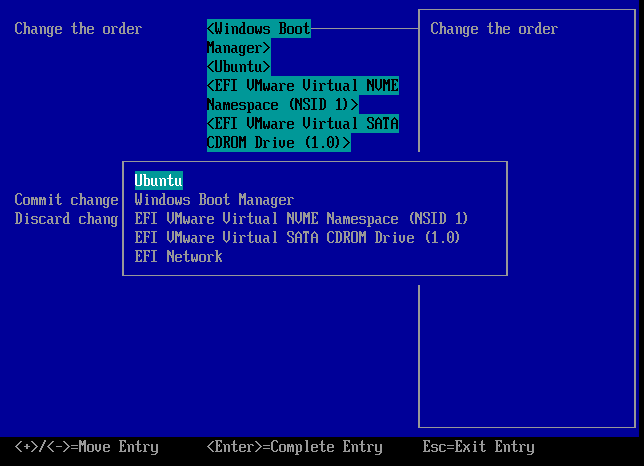 Change the order
<Windows Boot
Manager>
<Ubuntu>
<EFI VMware Virtual NVME
Namespace (NSID 1)>
<EFI VMware Virtual SATA
CDROM Drive (1.0)>
Change the order
Commit change
Discard chang
Ubuntu
Windows Boot Manager
EFI VMware Virtual NVME Namespace (NSID 1)
EFI VMware Virtual SATA CDROM Drive (1.0)
EFI Network
<+>/<->=Move Entry <Enter>=Complete Entry Esc=Exit Entry